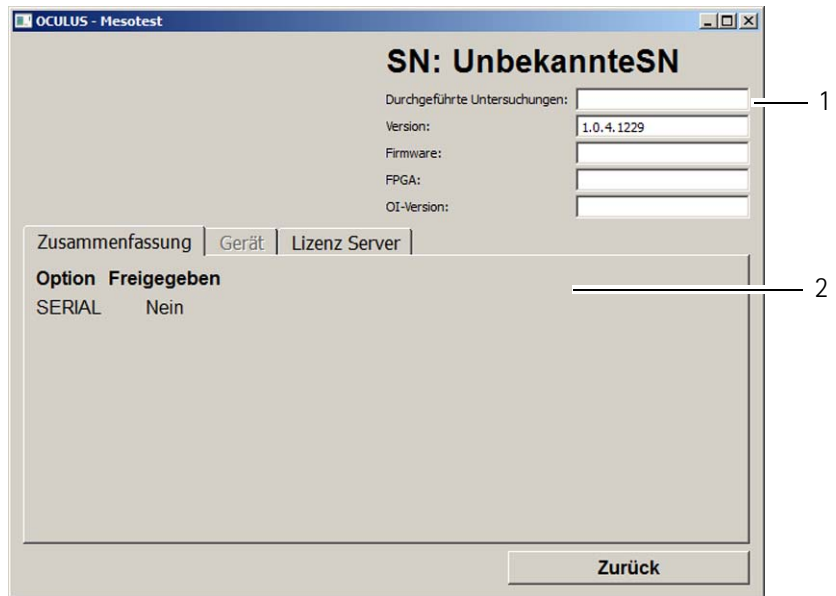 OCULUS - Mesotest
SN: UnbekannteSN
Durchgeführte Untersuchungen:
1
Version: 1.0.4.1229
Firmware:
FPGA:
OI-Version:
Zusammenfassung Gerät Lizenz Server
Option Freigegeben
2
SERIAL Nein
Zurück